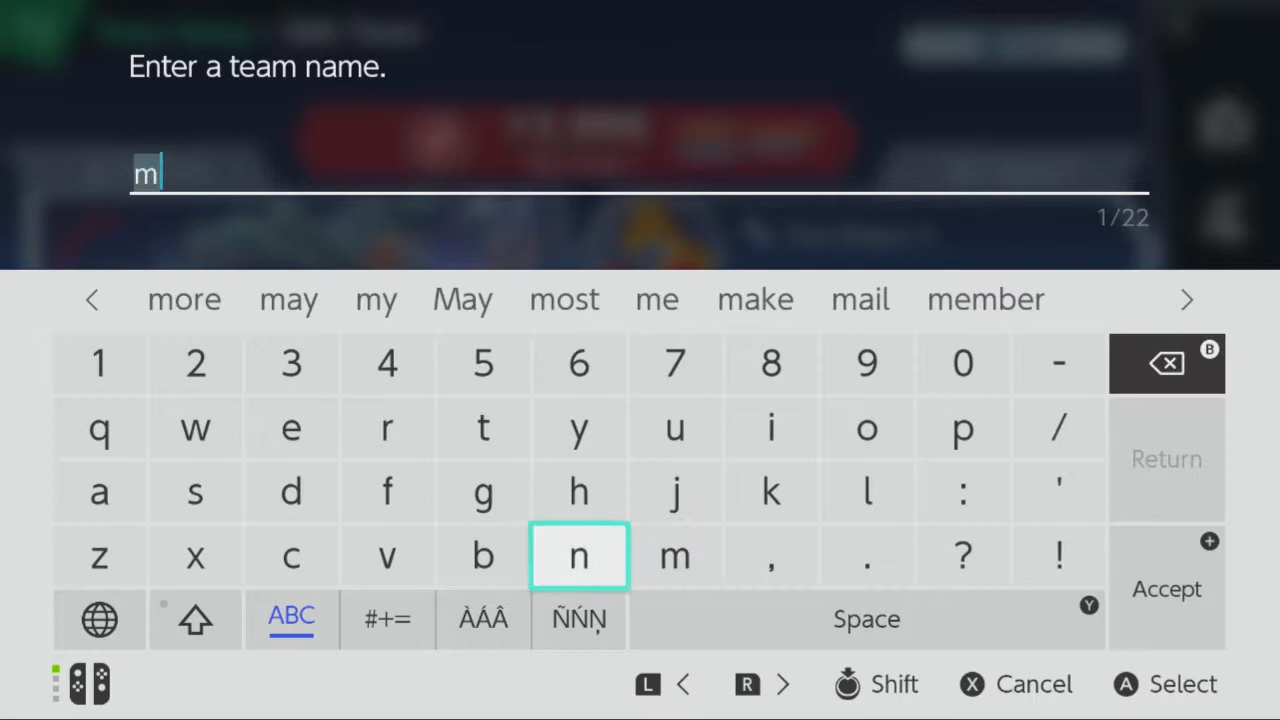 Enter a team name.
m
1/22
more may my May most me make mail member
1 2 3 4 5 6 7 8 9 0 - B
q w e r t y u i o p / Return
a s d f g h j k l : '
z x c v b n m , . ? ! + Accept
ABC #+= ÀÁÂ ÑŃŅ Space Y
L R Shift X Cancel A Select